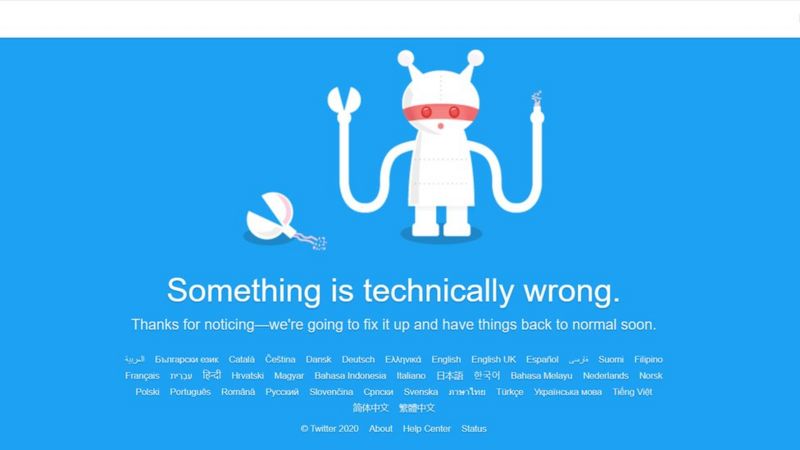 Something is technically wrong.
Thanks for noticing—we're going to fix it up and have things back to normal soon.
العربية Български език Català Čeština Dansk Deutsch Ελληνικά English English UK Español فارسی Suomi Filipino
Français עברית हिन्दी Hrvatski Magyar Bahasa Indonesia Italiano 日本語 한국어 Bahasa Melayu Nederlands Norsk
Polski Português Română Русский Slovenčina Српски Svenska ภาษาไทย Türkçe Українська мова Tiếng Việt
简体中文 繁體中文
© Twitter 2020 About Help Center Status